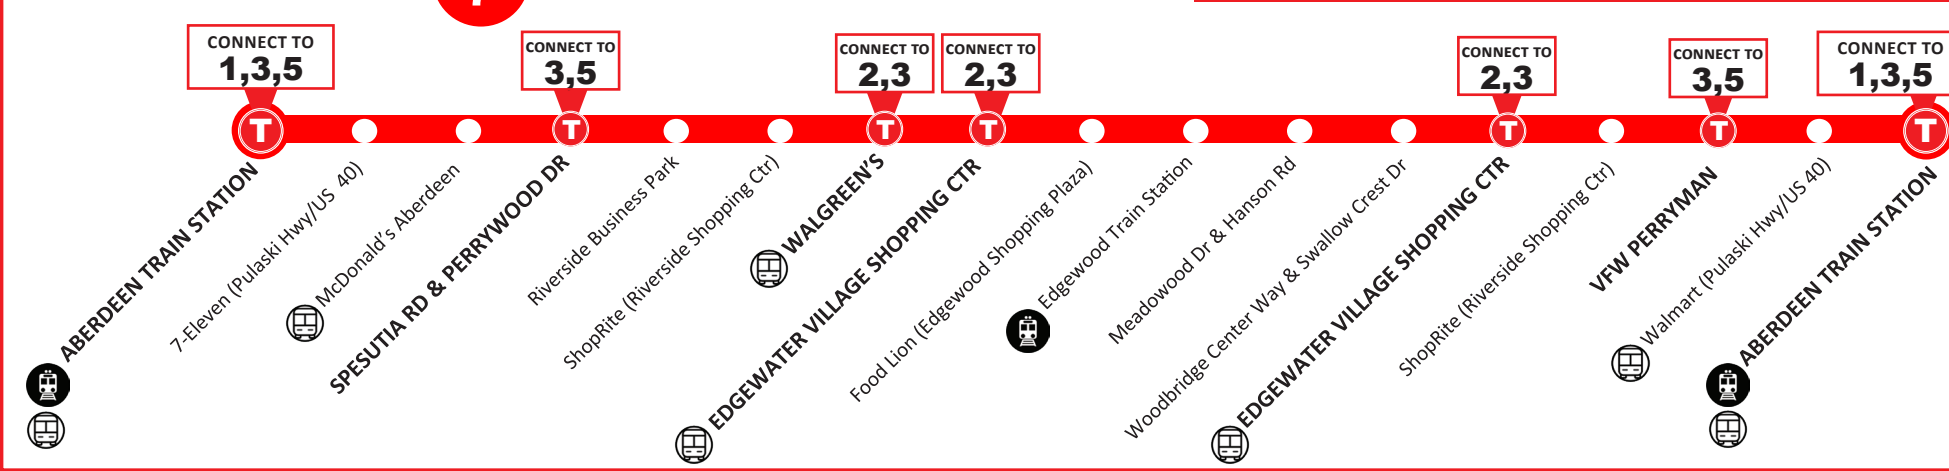 CONNECT TO
1,3,5
CONNECT TO
3,5
CONNECT TO
2,3
CONNECT TO
2,3
CONNECT TO
2,3
CONNECT TO
3,5
CONNECT TO
1,3,5
T
T
T
T
T
T
T
ABERDEEN TRAIN STATION
7-Eleven (Pulaski Hwy/US 40)
McDonald's Aberdeen
SPESUTIA RD & PERRYWOOD DR
Riverside Business Park
ShopRite (Riverside Shopping Ctr)
WALGREEN'S
EDGEWATER VILLAGE SHOPPING CTR
Food Lion (Edgewood Shopping Plaza)
Edgewood Train Station
Meadowood Dr & Hanson Rd
Woodbridge Center Way & Swallow Crest Dr
EDGEWATER VILLAGE SHOPPING CTR
ShopRite (Riverside Shopping Ctr)
VFW PERRYMAN
Walmart (Pulaski Hwy/US 40)
ABERDEEN TRAIN STATION